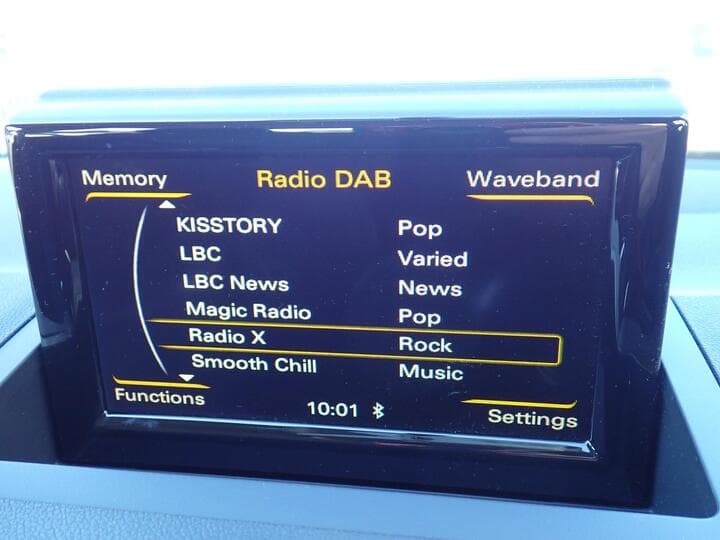 Memory Radio DAB Waveband
KISSTORY Pop
LBC Varied
LBC News News
Magic Radio Pop
Radio X Rock
Smooth Chill Music
Functions 10:01 Settings